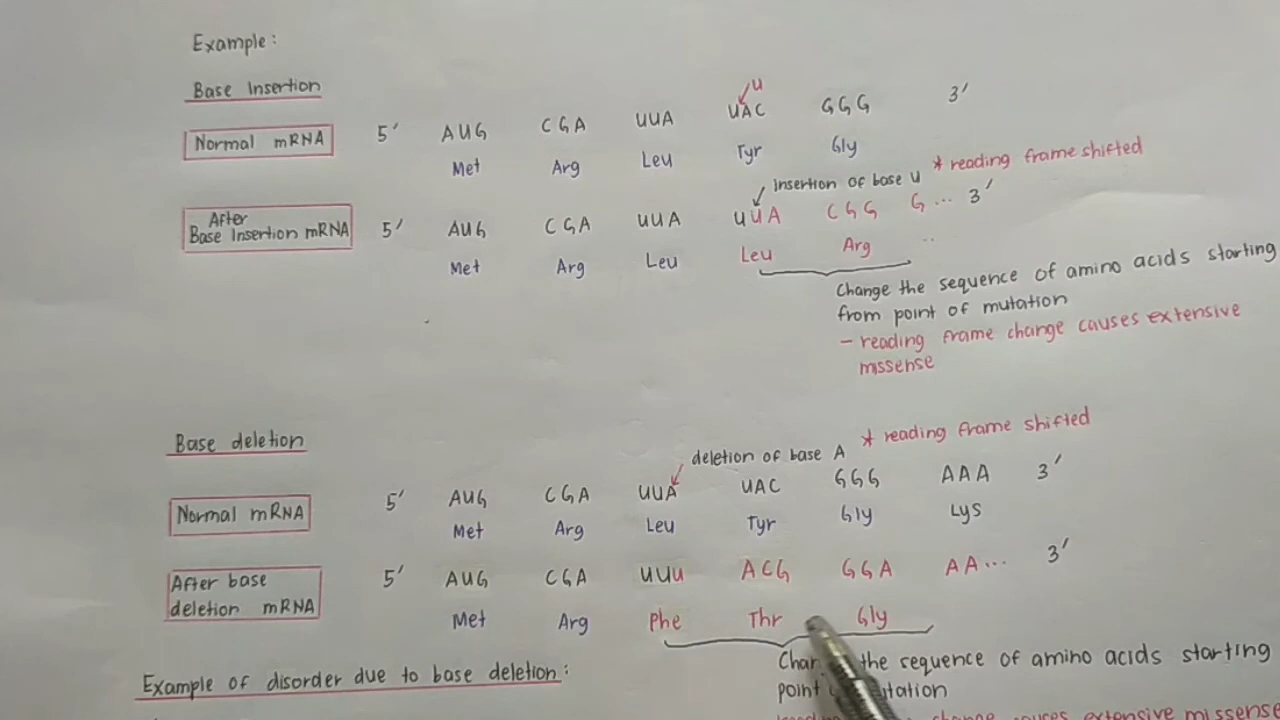 Example:
Base Insertion
u
Normal mRNA 5' AUG CGA UUA UAC GGG 3'
Met Arg Leu Tyr Gly
Insertion of base U * reading frame shifted
After Base Insertion mRNA 5' AUG CGA UUA UUA CGG G... 3'
Met Arg Leu Leu Arg ..
Change the sequence of amino acids starting
from point of mutation
- reading frame change causes extensive
missense
Base deletion
deletion of base A * reading frame shifted
Normal mRNA 5' AUG CGA UUA UAC GGG AAA 3'
Met Arg Leu Tyr Gly Lys
After base deletion mRNA 5' AUG CGA UUU ACG GGA AA... 3'
Met Arg Phe Thr Gly
the sequence of amino acids starting
point
Example of disorder due to base deletion:
causes extensive missense